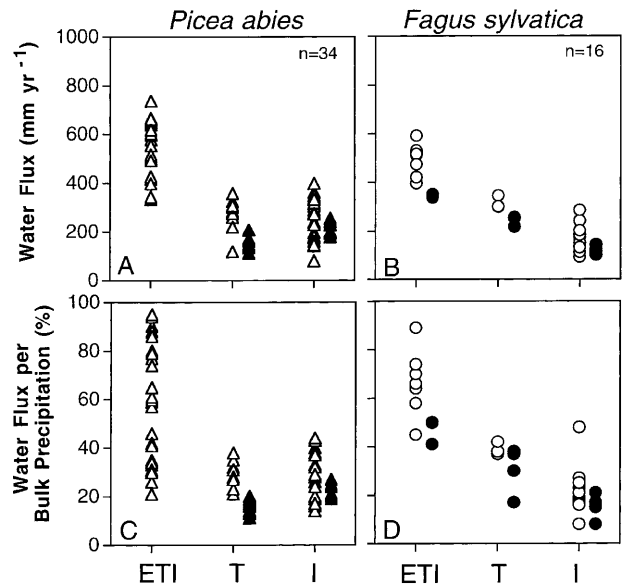 Picea abies
Fagus sylvatica
Water Flux (mm yr -1)
1000
800
600
400
200
0
n=34
A
n=16
B
Water Flux per
Bulk Precipitation (%)
100
80
60
40
20
0
C
D
ETI
T
I
ETI
T
I